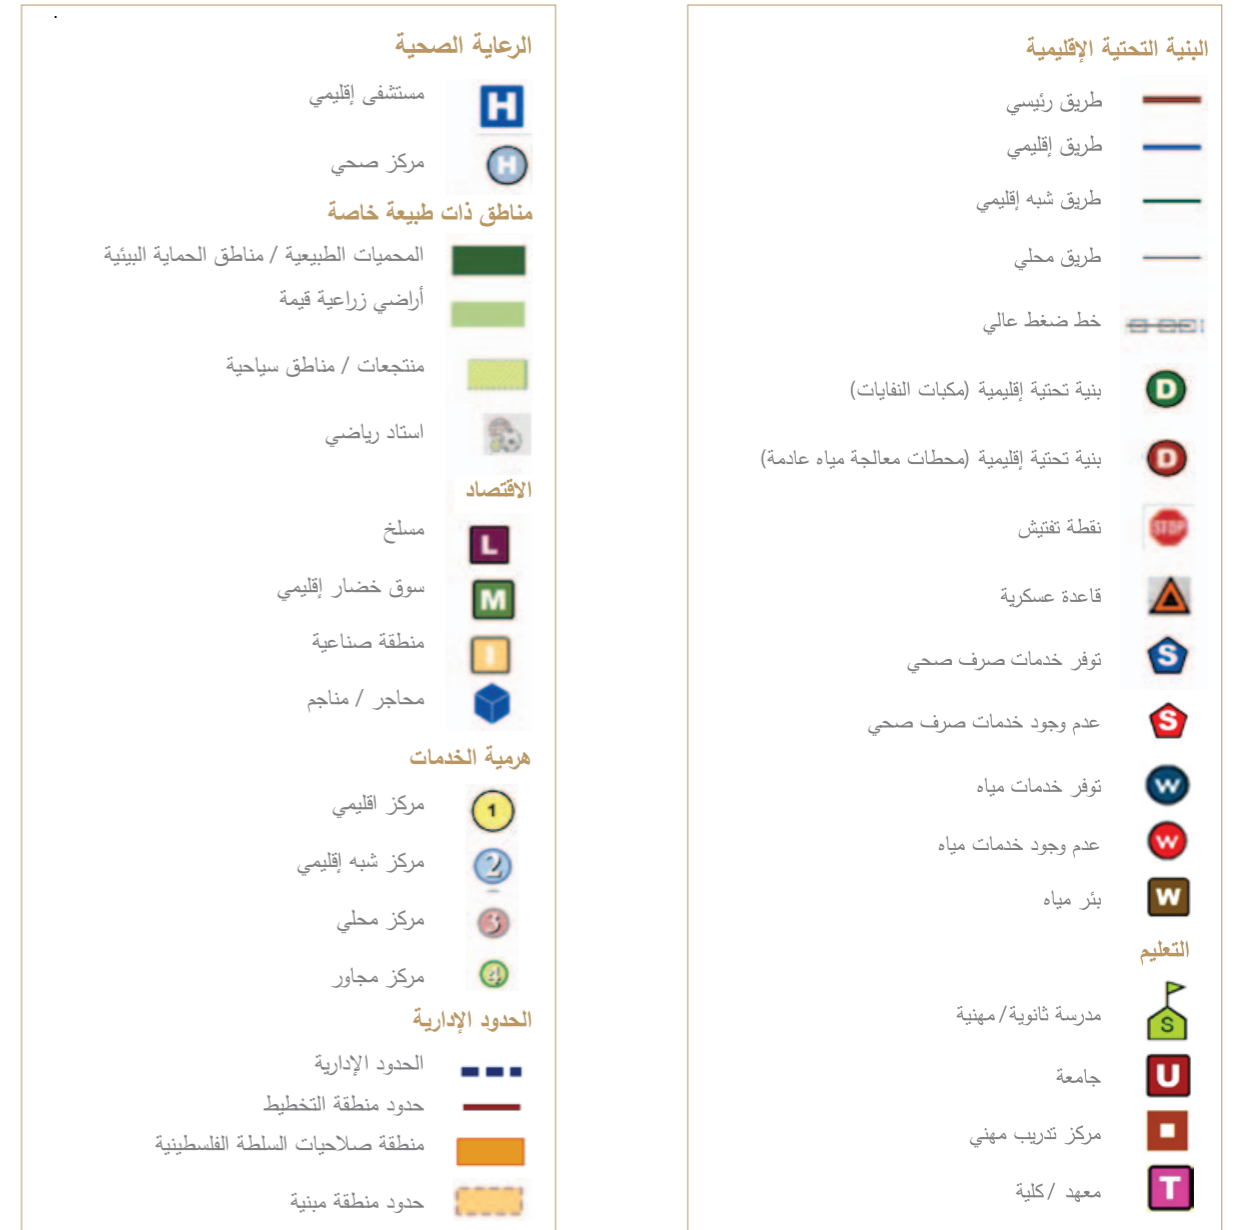 البنية التحتية الإقليمية
طريق رئيسي
طريق إقليمي
طريق شبه إقليمي
طريق محلي
خط ضغط عالي
D بنية تحتية إقليمية (مكبات النفايات)
D بنية تحتية إقليمية (محطات معالجة مياه عادمة)
STOP نقطة تفتيش
قاعدة عسكرية
S توفر خدمات صرف صحي
S عدم وجود خدمات صرف صحي
W توفر خدمات مياه
W عدم وجود خدمات مياه
W بئر مياه
التعليم
S مدرسة ثانوية/مهنية
U جامعة
مركز تدريب مهني
T معهد /كلية
الرعاية الصحية
H مستشفى إقليمي
H مركز صحي
مناطق ذات طبيعة خاصة
المحميات الطبيعية / مناطق الحماية البيئية
أراضي زراعية قيمة
منتجعات / مناطق سياحية
استاد رياضي
الاقتصاد
L مسلخ
M سوق خضار إقليمي
I منطقة صناعية
محاجر / مناجم
هرمية الخدمات
1 مركز اقليمي
2 مركز شبه إقليمي
3 مركز محلي
4 مركز مجاور
الحدود الإدارية
الحدود الإدارية
حدود منطقة التخطيط
منطقة صلاحيات السلطة الفلسطينية
حدود منطقة مبنية